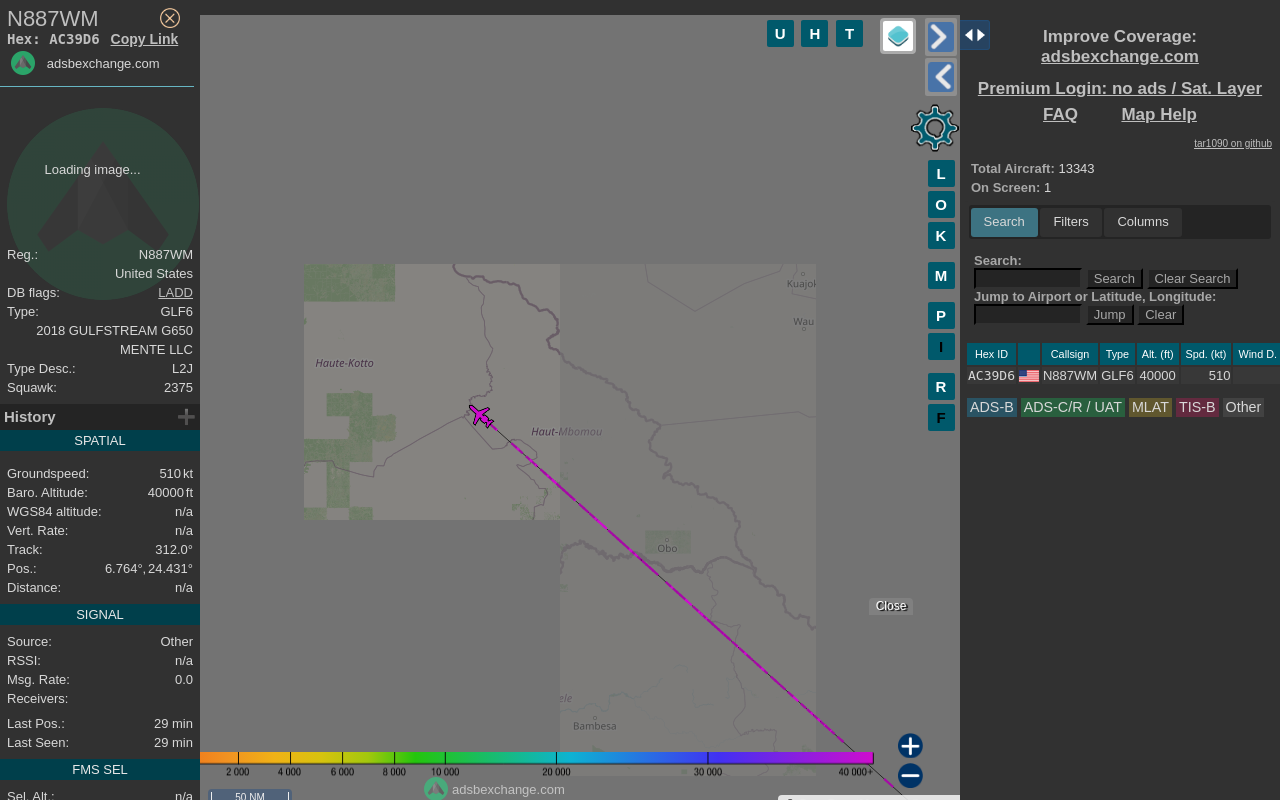 N887WM
Hex: AC39D6 Copy Link
adsbexchange.com
Loading image...
Reg.: N887WM
United States
DB flags: LADD
Type: GLF6
2018 GULFSTREAM G650
MENTE LLC
Type Desc.: L2J
Squawk: 2375
History
SPATIAL
Groundspeed: 510 kt
Baro. Altitude: 40000 ft
WGS84 altitude: n/a
Vert. Rate: n/a
Track: 312.0°
Pos.: 6.764°, 24.431°
Distance: n/a
SIGNAL
Source: Other
RSSI: n/a
Msg. Rate: 0.0
Receivers:
Last Pos.: 29 min
Last Seen: 29 min
FMS SEL
Sel. Alt.: n/a
U H T
L
O
K
M
P
I
R
F
Kuajok
Wau
Haute-Kotto
Haut-Mbomou
Obo
Close
ele
Bambesa
2 000 4 000 6 000 8 000 10 000 20 000 30 000 40 000+
adsbexchange.com
50 NM
Improve Coverage:
adsbexchange.com
Premium Login: no ads / Sat. Layer
FAQ Map Help
tar1090 on github
Total Aircraft: 13343
On Screen: 1
Search Filters Columns
Search:
Search Clear Search
Jump to Airport or Latitude, Longitude:
Jump Clear
Hex ID Callsign Type Alt. (ft) Spd. (kt) Wind D.
AC39D6 N887WM GLF6 40000 510
ADS-B ADS-C/R / UAT MLAT TIS-B Other